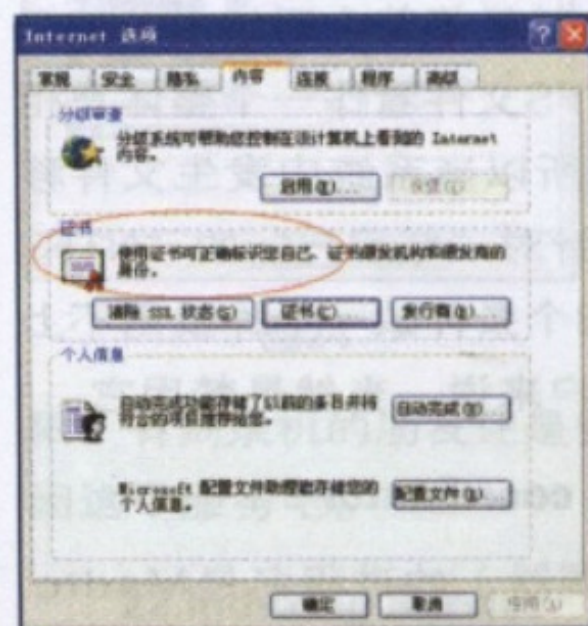 Internet 选项
常规 安全 隐私 内容 连接 程序 高级
分级审查
分级系统可帮助您控制在该计算机上看到的 Internet
内容。
启用(E)... 设置(T)...
证书
使用证书可正确标识您自己、证书颁发机构和颁发商的
身份。
清除 SSL 状态(S) 证书(C)... 发行商(B)...
个人信息
自动完成功能存储了以前的条目并将
符合的项目推荐给您。
自动完成(U)...
Microsoft 配置文件助理能存储您的
个人信息。
配置文件(R)...
确定 取消 应用(A)